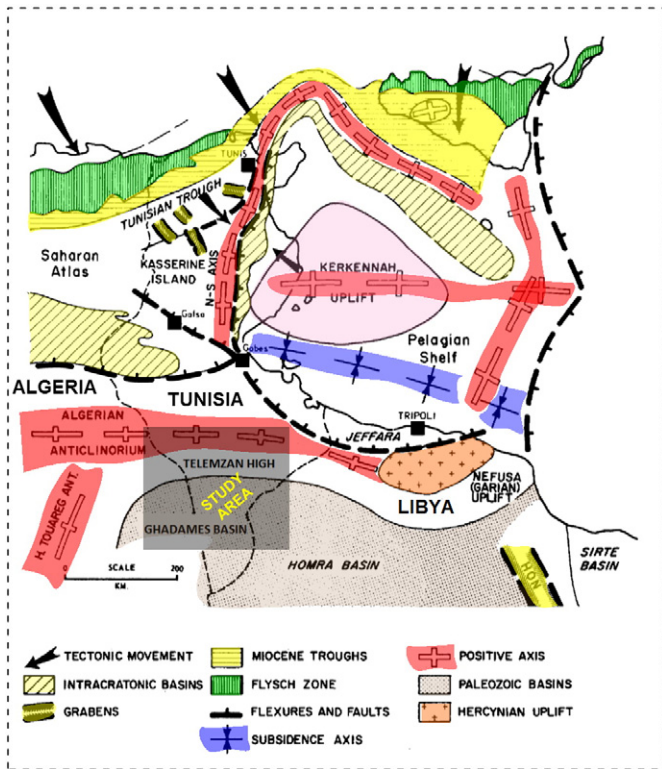 TUNIS
TUNISIAN TROUGH
Saharan
Atlas
KASSERINE
ISLAND
N-S AXIS
KERKENNAH
UPLIFT
Gafsa
Gabes
Pelagian
Shelf
ALGERIA
TUNISIA
TRIPOLI
JEFFARA
ALGERIAN
ANTICLINORIUM
TELEMZAN HIGH
STUDY
AREA
GHADAMES BASIN
LIBYA
NEFUSA
(GARIAN)
UPLIFT
H. TOUAREG ANT.
SCALE
0 200
KM.
HOMRA BASIN
HON
SIRTE
BASIN
TECTONIC MOVEMENT
MIOCENE TROUGHS
POSITIVE AXIS
INTRACRATONIC BASINS
FLYSCH ZONE
PALEOZOIC BASINS
GRABENS
FLEXURES AND FAULTS
HERCYNIAN UPLIFT
SUBSIDENCE AXIS